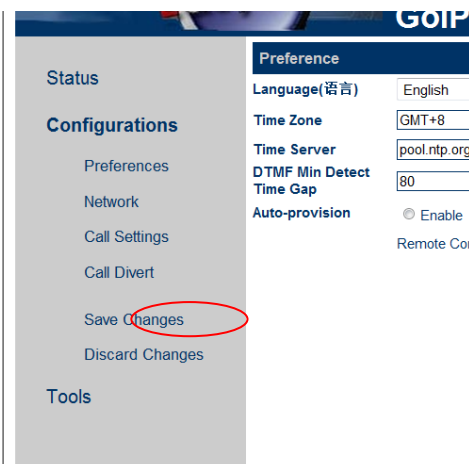 GoIP
Status
Configurations
Preferences
Network
Call Settings
Call Divert
Save Changes
Discard Changes
Tools
Preference
Language(语言) English
Time Zone GMT+8
Time Server pool.ntp.org
DTMF Min Detect
Time Gap 80
Auto-provision Enable
Remote Con